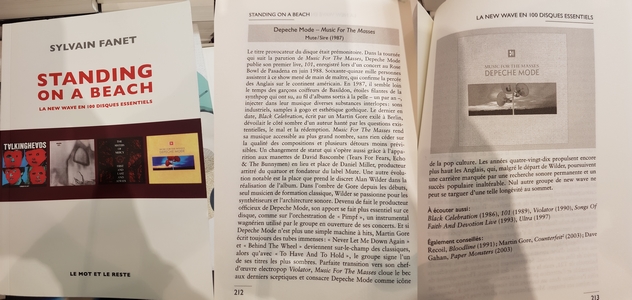 SYLVAIN FANET
STANDING
ON A BEACH
LA NEW WAVE EN 100 DISQUES ESSENTIELS
TALKINGHEVDS
LE MOT ET LE RESTE
STANDING ON A BEACH
Depeche Mode – Music For The Masses
Mute/Sire (1987)
Le titre provocateur du disque était prémonitoire. Dans la tournée
qui suit la parution de Music For The Masses, Depeche Mode
publie son premier live, 101, enregistré lors d'un concert au Rose
Bowl de Pasadena en juin 1988. Soixante-quinze mille personnes
assistent à ce show mené de main de maître, qui confirme la percée
des Anglais sur le continent américain. En 1987, il semble loin
le temps des garçons coiffeurs de Basildon, étoiles filantes de la
synthpop qui ont su, au fil d'albums sortis à la pelle – un par an –,
injecter dans leur musique diverses substances interlopes: sons
industriels, samples à gogo et esthétique gothique. Le dernier en
date, Black Celebration, écrit par un Martin Gore exilé à Berlin,
dévoilait le côté sombre d'un auteur hanté par les questions exis-
tentielles, le mal et la rédemption. Music For The Masses rend
sa musique accessible au plus grand nombre, sans rien céder sur
la complexité des compositions et plusieurs détours moins prévi-
sibles. Un changement de stature qui s'opère aussi grâce à l'appa-
rition aux manettes de David Bascombe (Tears For Fears, Echo
& The Bunnymen) en lieu et place de Daniel Miller, producteur
attitré du quatuor et fondateur du label Mute. Une autre évolu-
tion notable est la place que prend le discret Alan Wilder dans la
réalisation de l'album. Dans l'ombre de Gore depuis les débuts,
seul musicien de formation classique, Wilder se passionne pour les
synthétiseurs et l'architecture sonore. Devenu de fait le producteur
officieux de Depeche Mode, son apport se fait plus essentiel sur ce
disque, comme sur l'orchestration de « Pimpf », un instrumental
wagnérien utilisé par le groupe en ouverture de ses concerts. Et si
Depeche Mode n'est plus une simple machine à hits, Martin Gore
écrit toujours des tubes immenses: « Never Let Me Down Again »
et « Behind The Wheel » deviennent sur-le-champ des classiques,
alors qu'avec « To Have And To Hold », le groupe signe l'un
de ses titres les plus sombres. Parfaite transition vers son chef-
d'œuvre électropop Violator, Music For The Masses cloue le bec
aux derniers sceptiques et consacre Depeche Mode comme icône
212
LA NEW WAVE EN 100 DISQUES ESSENTIELS
MUSIC FOR THE MASSES
DEPECHE MODE
de la pop culture. Les années quatre-vingt-dix propulsent encore
plus haut les Anglais, qui, malgré le départ de Wilder, poursuivent
une carrière marquée par une recherche sonore permanente et un
succès populaire inaltérable. Nul autre groupe de new wave ne
peut se targuer d'une telle longévité au sommet.
À écouter aussi:
Black Celebration (1986), 101 (1989), Violator (1990), Songs Of
Faith And Devotion Live (1993), Ultra (1997)
Également conseillés:
Recoil, Bloodline (1991); Martin Gore, Counterfeit² (2003); Dave
Gahan, Paper Monsters (2003)
213